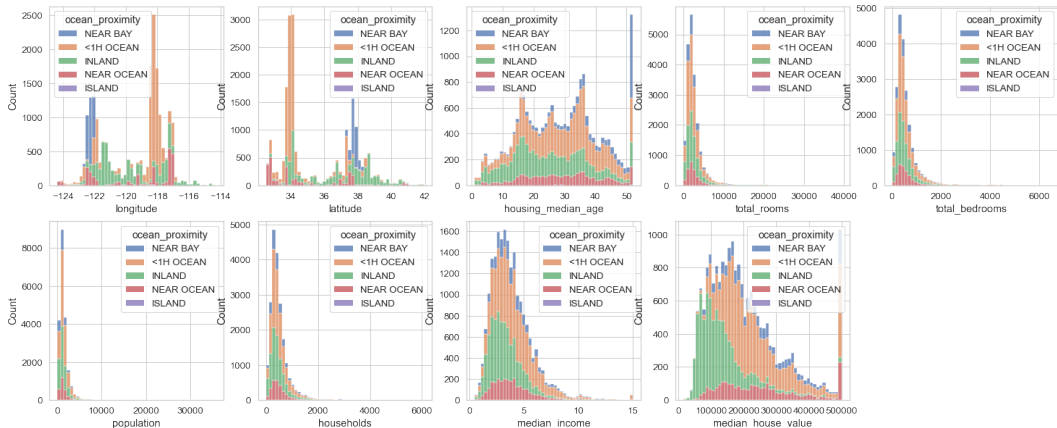 ocean_proximity
NEAR BAY
<1H OCEAN
INLAND
NEAR OCEAN
ISLAND
Count
2500
2000
1500
1000
500
0
−124 −122 −120 −118 −116 −114
longitude
ocean_proximity
NEAR BAY
<1H OCEAN
INLAND
NEAR OCEAN
ISLAND
Count
3000
2500
2000
1500
1000
500
0
34 36 38 40 42
latitude
ocean_proximity
NEAR BAY
<1H OCEAN
INLAND
NEAR OCEAN
ISLAND
Count
1200
1000
800
600
400
200
0
0 10 20 30 40 50
housing_median_age
ocean_proximity
NEAR BAY
<1H OCEAN
INLAND
NEAR OCEAN
ISLAND
Count
5000
4000
3000
2000
1000
0
0 10000 20000 30000 40000
total_rooms
ocean_proximity
NEAR BAY
<1H OCEAN
INLAND
NEAR OCEAN
ISLAND
Count
5000
4000
3000
2000
1000
0
0 2000 4000 6000
total_bedrooms
ocean_proximity
NEAR BAY
<1H OCEAN
INLAND
NEAR OCEAN
ISLAND
Count
8000
6000
4000
2000
0
0 10000 20000 30000
population
ocean_proximity
NEAR BAY
<1H OCEAN
INLAND
NEAR OCEAN
ISLAND
Count
5000
4000
3000
2000
1000
0
0 2000 4000 6000
households
ocean_proximity
NEAR BAY
<1H OCEAN
INLAND
NEAR OCEAN
ISLAND
Count
1600
1400
1200
1000
800
600
400
200
0
0 5 10 15
median_income
ocean_proximity
NEAR BAY
<1H OCEAN
INLAND
NEAR OCEAN
ISLAND
Count
1000
800
600
400
200
0
100000 200000 300000 400000 500000
median_house_value